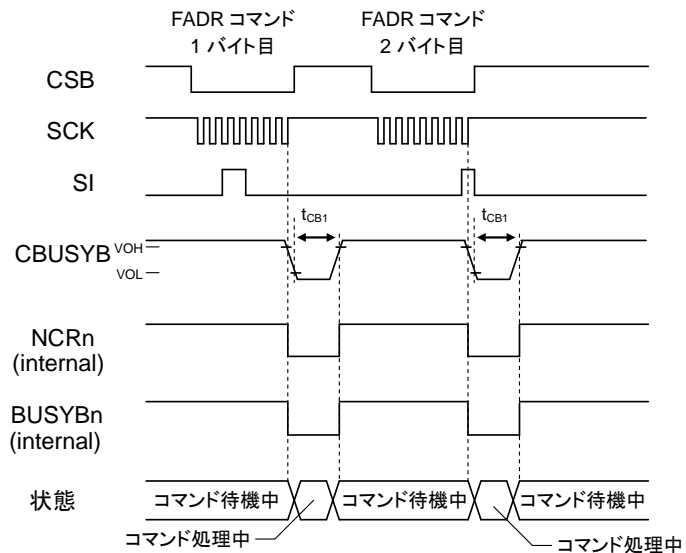 FADR コマンド
1 バイト目
FADR コマンド
2 バイト目
CSB
SCK
SI
tCB1
tCB1
CBUSYB
VOH
VOL
NCRn
(internal)
BUSYBn
(internal)
状態
コマンド待機中
コマンド待機中
コマンド待機中
コマンド処理中
コマンド処理中